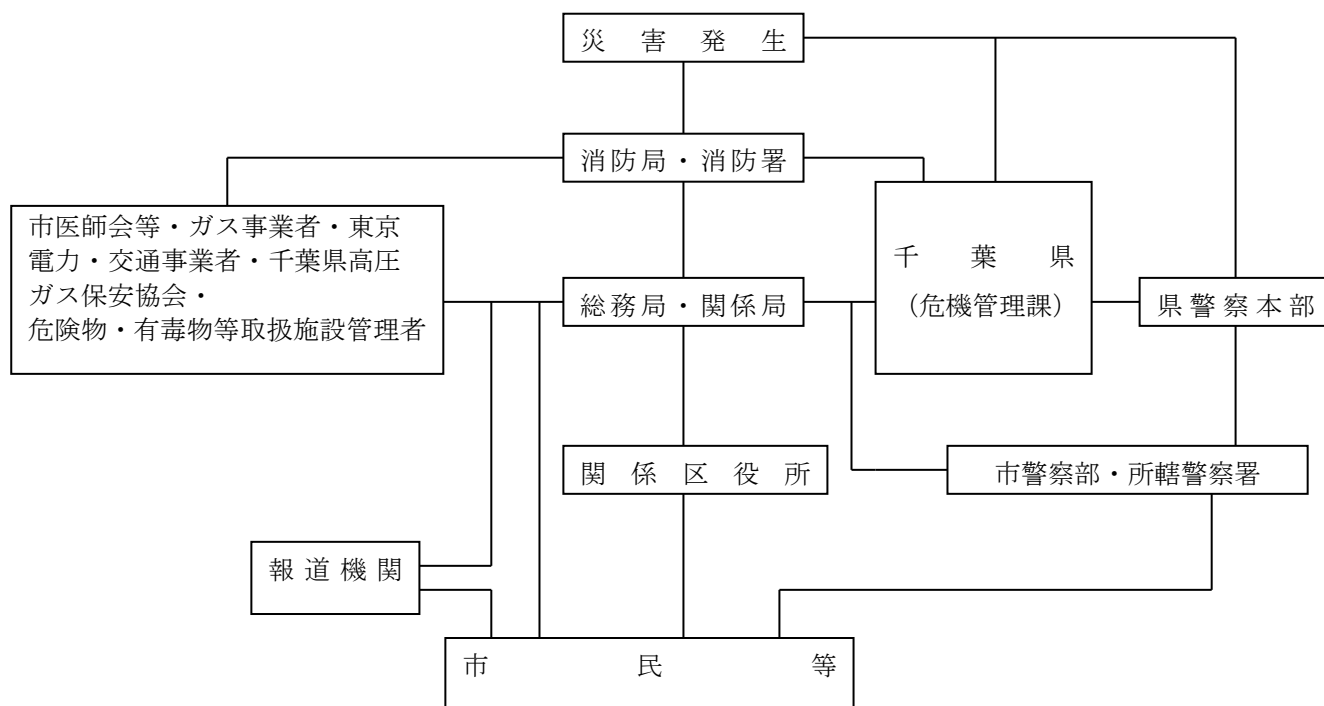 災害発生
消防局・消防署
市医師会等・ガス事業者・東京
電力・交通事業者・千葉県高圧
ガス保安協会・
危険物・有毒物等取扱施設管理者
千葉県
(危機管理課)
総務局・関係局
県警察本部
関係区役所
市警察部・所轄警察署
報道機関
市民等